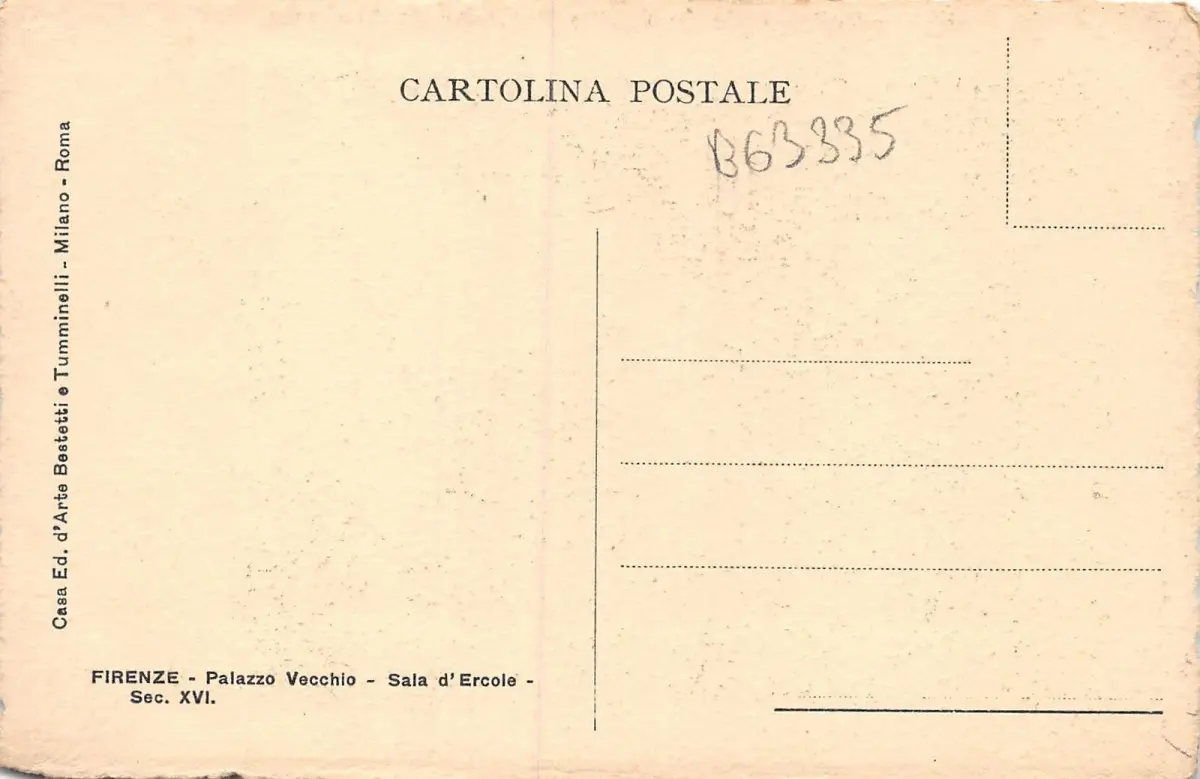 CARTOLINA POSTALE
B63335
Casa Ed. d'Arte Bestetti e Tumminelli - Milano - Roma
FIRENZE - Palazzo Vecchio - Sala d'Ercole -
Sec. XVI.